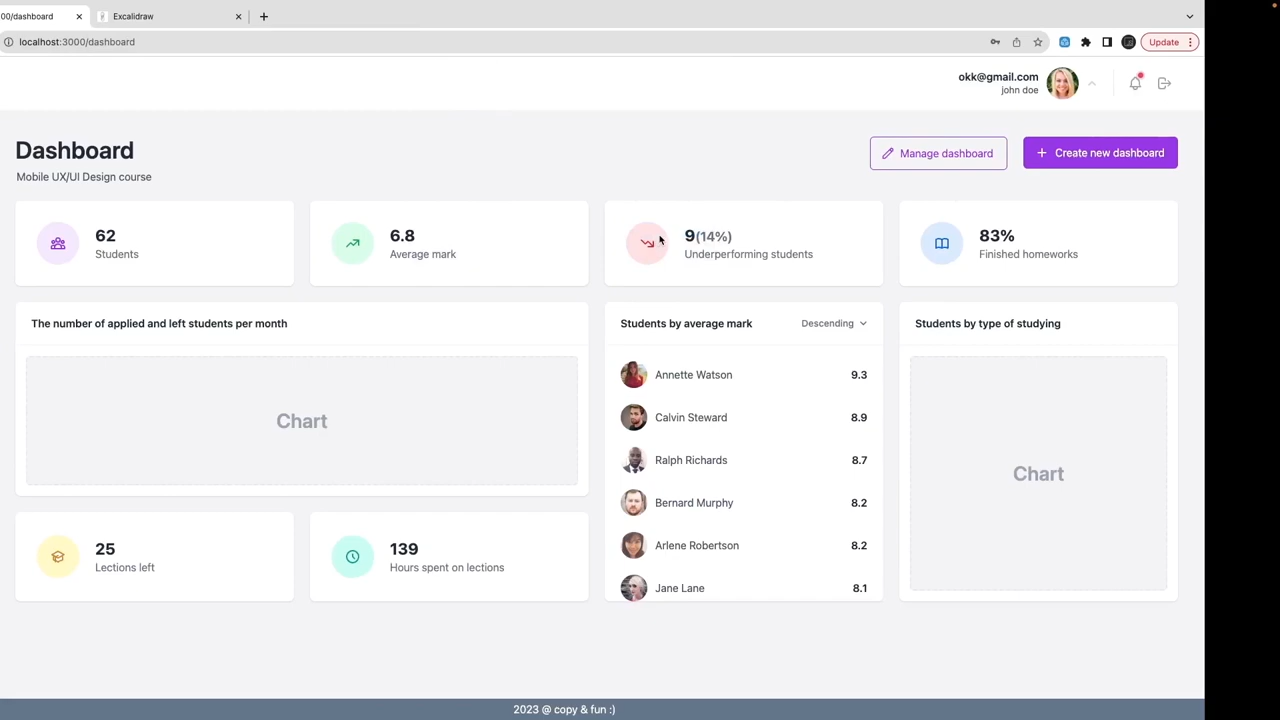 00/dashboard
Excalidraw
localhost:3000/dashboard
Update
okk@gmail.com
john doe
Dashboard
Mobile UX/UI Design course
Manage dashboard
Create new dashboard
62
Students
6.8
Average mark
9(14%)
Underperforming students
83%
Finished homeworks
The number of applied and left students per month
Chart
Students by average mark
Descending
Annette Watson 9.3
Calvin Steward 8.9
Ralph Richards 8.7
Bernard Murphy 8.2
Arlene Robertson 8.2
Jane Lane 8.1
Students by type of studying
Chart
25
Lections left
139
Hours spent on lections
2023 @ copy & fun :)